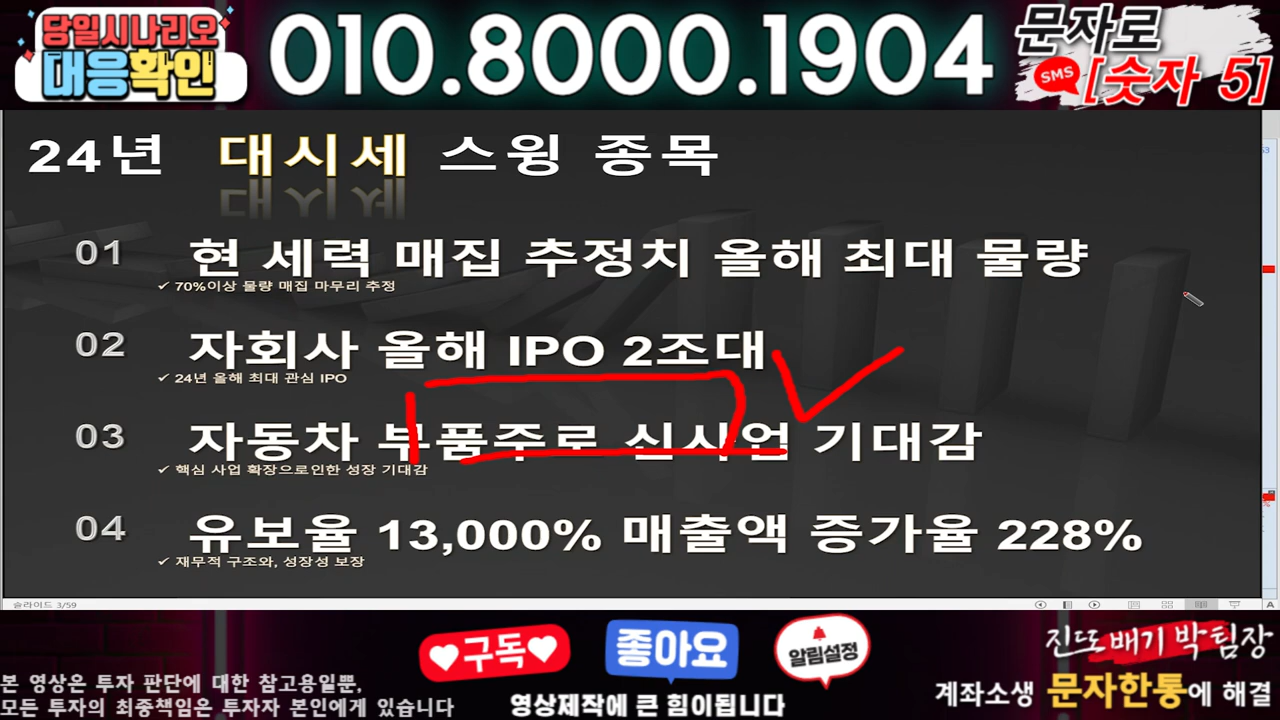 당일시나리오
대응확인
010.8000.1904
문자로
SMS [숫자 5]
24년 대시세 스윙 종목
01 현 세력 매집 추정치 올해 최대 물량
✓ 70%이상 물량 매집 마무리 추정
02 자회사 올해 IPO 2조대
✓ 24년 올해 최대 관심 IPO
03 자동차 부품주로 신사업 기대감
✓ 핵심 사업 확장으로인한 성장 기대감
04 유보율 13,000% 매출액 증가율 228%
✓ 재무적 구조와, 성장성 보장
슬라이드 3/59
구독
좋아요
알림설정
영상제작에 큰 힘이됩니다
본 영상은 투자 판단에 대한 참고용일뿐,
모든 투자의 최종책임은 투자자 본인에게 있습니다
진또배기 박팀장
계좌소생 문자한통에 해결